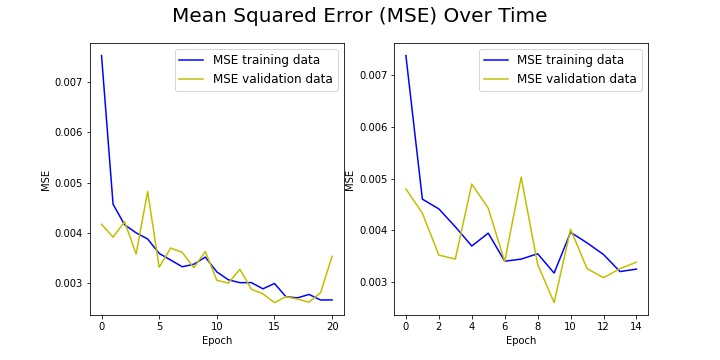 Mean Squared Error (MSE) Over Time
MSE training data
MSE validation data
0.007
0.006
0.005
0.004
0.003
MSE
0
5
10
15
20
Epoch
MSE training data
MSE validation data
0.007
0.006
0.005
0.004
0.003
MSE
0
2
4
6
8
10
12
14
Epoch